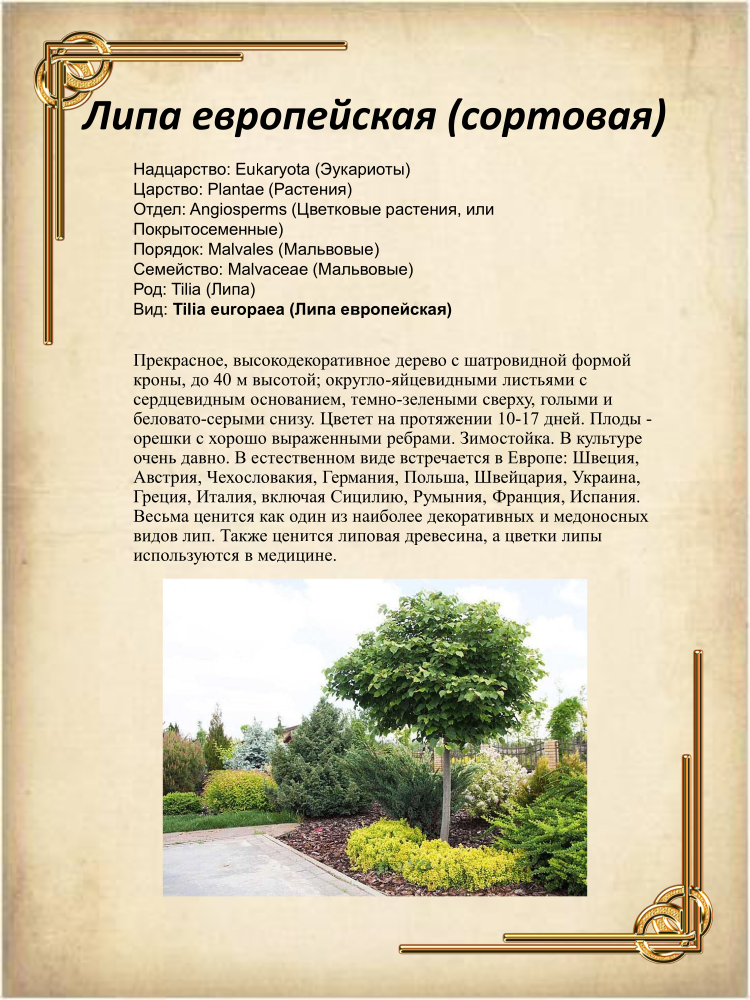 Липа европейская (сортовая)
Надцарство: Eukaryota (Эукариоты)
Царство: Plantae (Растения)
Отдел: Angiosperms (Цветковые растения, или
Покрытосеменные)
Порядок: Malvales (Мальвовые)
Семейство: Malvaceae (Мальвовые)
Род: Tilia (Липа)
Вид: Tilia europaea (Липа европейская)
Прекрасное, высокодекоративное дерево с шатровидной формой
кроны, до 40 м высотой; округло-яйцевидными листьями с
сердцевидным основанием, темно-зелеными сверху, голыми и
беловато-серыми снизу. Цветет на протяжении 10-17 дней. Плоды -
орешки с хорошо выраженными ребрами. Зимостойка. В культуре
очень давно. В естественном виде встречается в Европе: Швеция,
Австрия, Чехословакия, Германия, Польша, Швейцария, Украина,
Греция, Италия, включая Сицилию, Румыния, Франция, Испания.
Весьма ценится как один из наиболее декоративных и медоносных
видов лип. Также ценится липовая древесина, а цветки липы
используются в медицине.